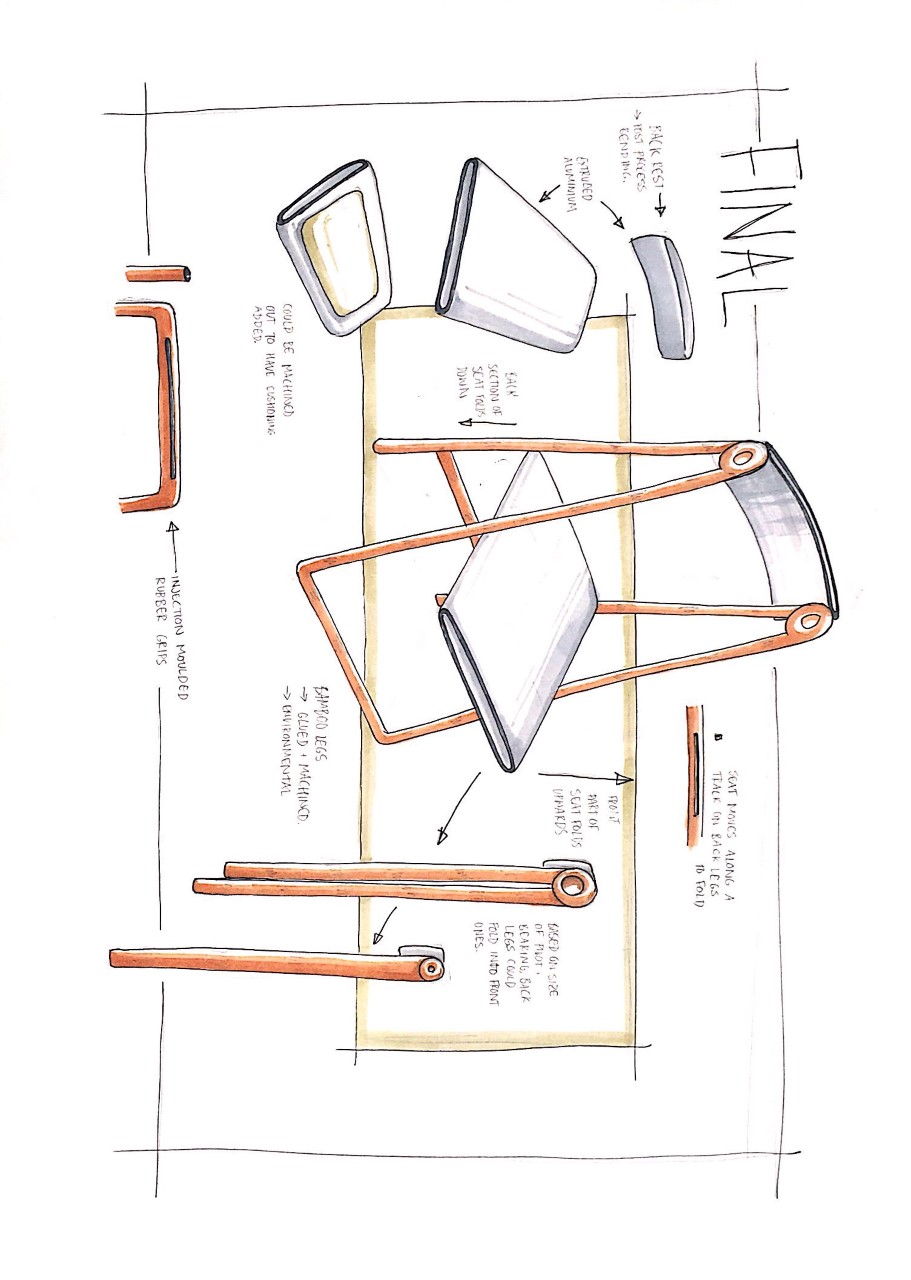 FINAL
SEAT MOVES ALONG A
TRACK ON BACK LEGS
TO FOLD
BACK REST
→ POST PROCESS
BENDING.
EXTRUDED
ALUMINIUM
FRONT
PART OF
SEAT FOLDS
UPWARDS
BASED ON SIZE
OF PIVOT +
BEARING, BACK
LEGS COULD
FOLD INTO FRONT
ONES.
BACK
SECTION OF
SEAT FOLDS
DOWN
BAMBOO LEGS
→ GLUED + MACHINED.
→ ENVIRONMENTAL
COULD BE MACHINED
OUT TO HAVE CUSHIONING
ADDED.
INJECTION MOULDED
RUBBER GRIPS